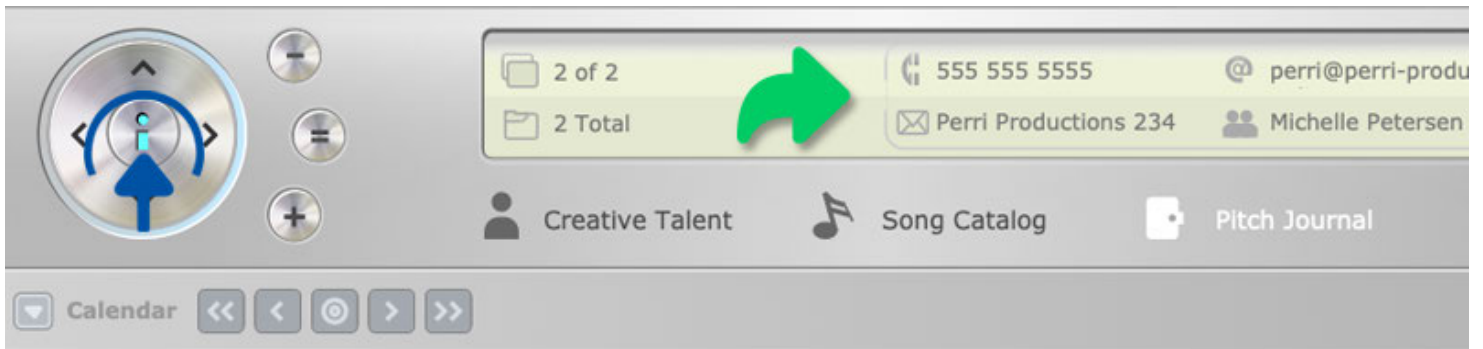 2 of 2
555 555 5555
perri@perri-produ
2 Total
Perri Productions 234
Michelle Petersen
Creative Talent
Song Catalog
Pitch Journal
Calendar